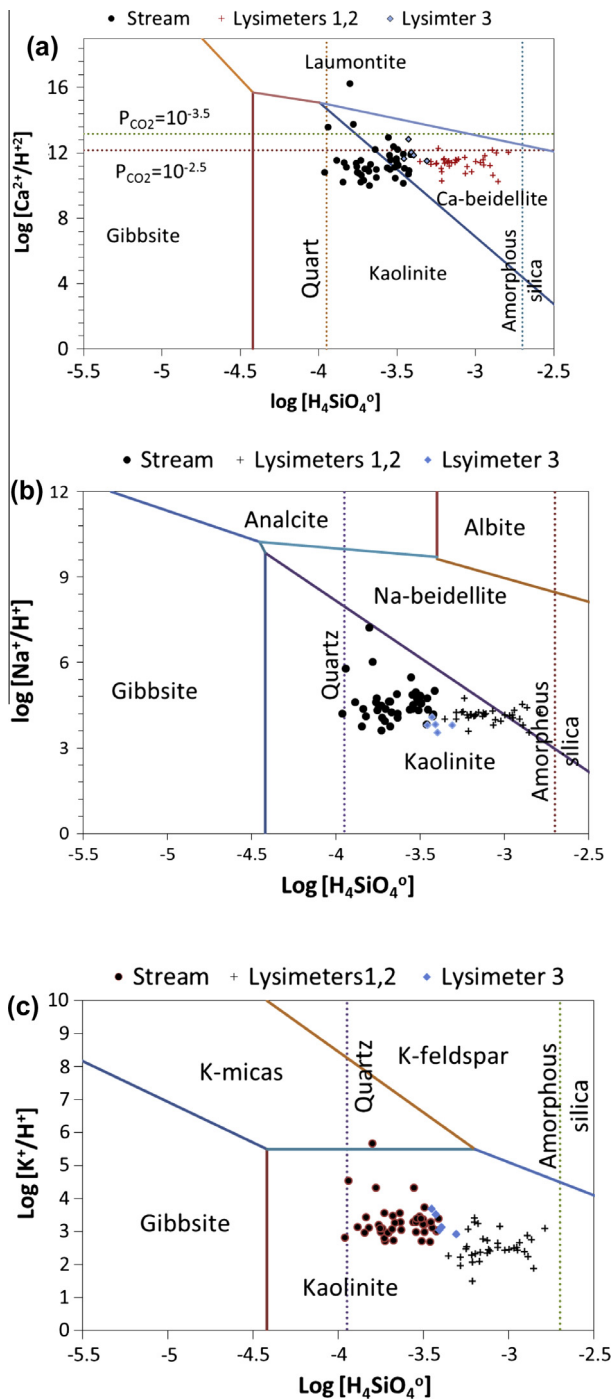 ● Stream + Lysimeters 1,2 ◈ Lysimter 3
(a)
Laumontite
P_CO2=10^-3.5
P_CO2=10^-2.5
Ca-beidellite
Gibbsite
Kaolinite
Quart
Amorphous
silica
Log [Ca²⁺/H⁺²]
16
12
8
4
0
-5.5 -5 -4.5 -4 -3.5 -3 -2.5
log [H₄SiO₄⁰]
● Stream + Lysimeters 1,2 ◆ Lsyimeter 3
(b)
Analcite
Albite
Na-beidellite
Gibbsite
Quartz
Kaolinite
Amorphous
silica
log [Na⁺/H⁺]
12
9
6
3
0
-5.5 -5 -4.5 -4 -3.5 -3 -2.5
Log [H₄SiO₄⁰]
● Stream + Lysimeters1,2 ◆ Lysimeter 3
(c)
K-feldspar
K-micas
Quartz
Amorphous
silica
Gibbsite
Kaolinite
Log [K⁺/H⁺]
10
9
8
7
6
5
4
3
2
1
0
-5.5 -5 -4.5 -4 -3.5 -3 -2.5
Log [H₄SiO₄⁰]